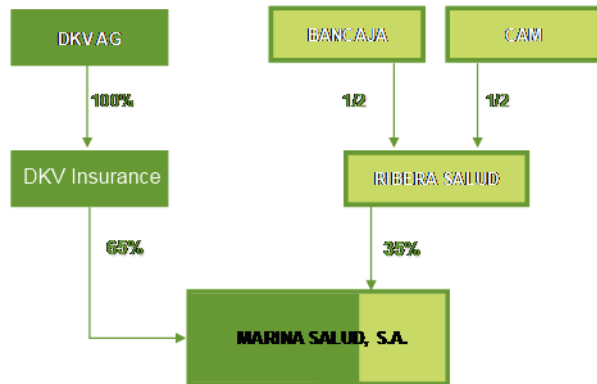 DKV AG
BANCAJA
CAM
100%
1/2
1/2
DKV Insurance
RIBERA SALUD
65%
35%
MARINA SALUD, S.A.